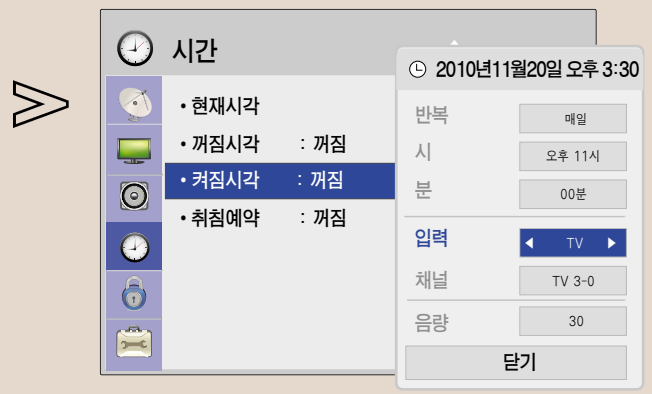 시간
• 현재시각
• 꺼짐시각 : 꺼짐
• 켜짐시각 : 꺼짐
• 취침예약 : 꺼짐
2010년11월20일 오후 3:30
반복 매일
시 오후 11시
분 00분
입력 ◀ TV ▶
채널 TV 3-0
음량 30
닫기